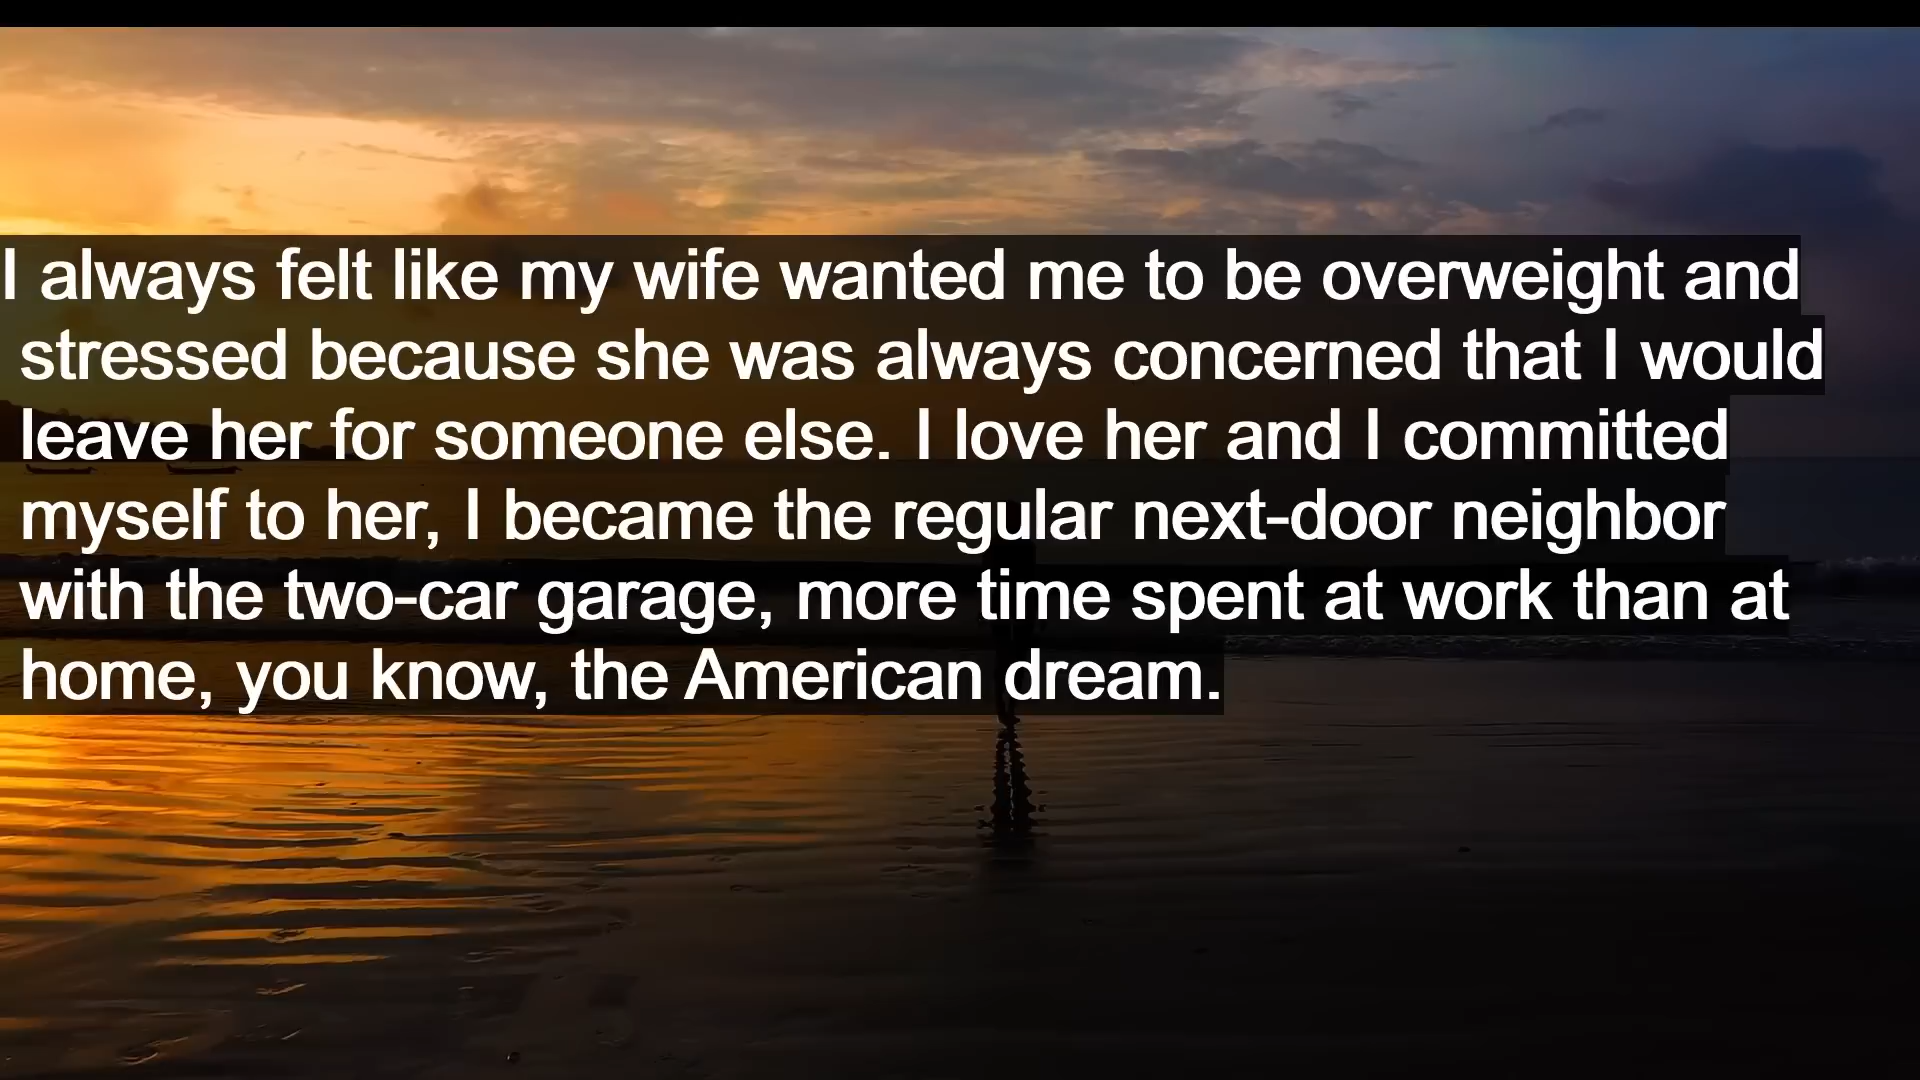 I always felt like my wife wanted me to be overweight and
stressed because she was always concerned that I would
leave her for someone else. I love her and I committed
myself to her, I became the regular next-door neighbor
with the two-car garage, more time spent at work than at
home, you know, the American dream.